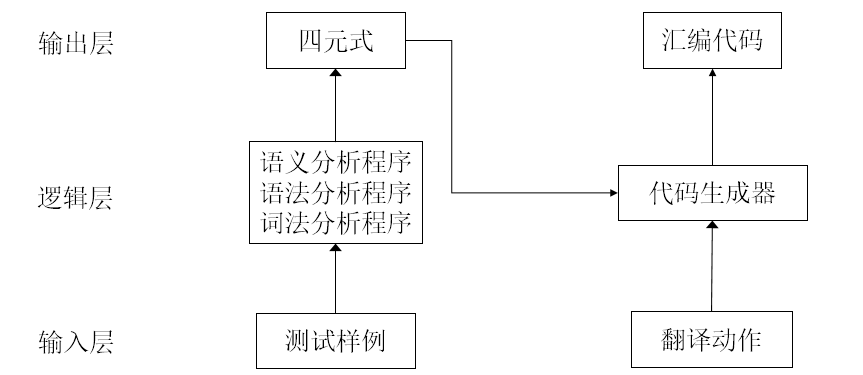 输出层
四元式
汇编代码
逻辑层
语义分析程序
语法分析程序
词法分析程序
代码生成器
输入层
测试样例
翻译动作